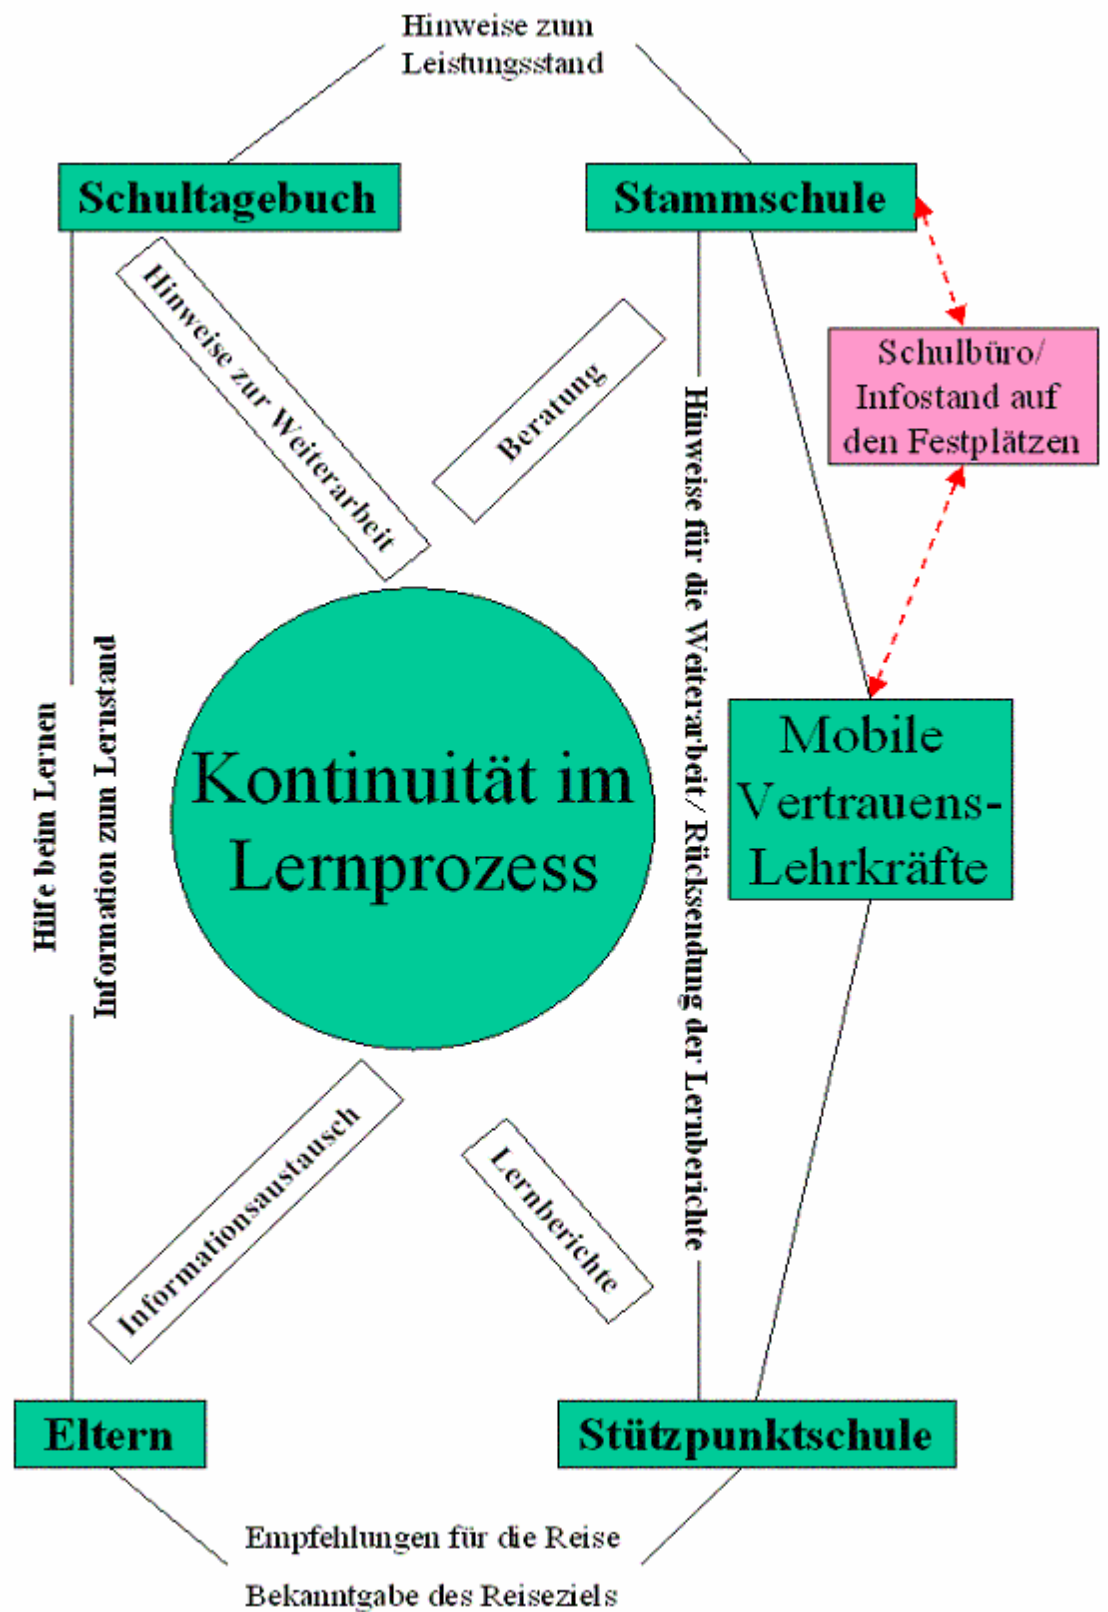 Hinweise zum
Leistungsstand
Schultagebuch
Stammschule
Hinweise zur Weiterarbeit
Beratung
Schulbüro/
Infostand auf
den Festplätzen
Hinweise für die Weiterarbeit/ Rücksendung der Lernberichte
Hilfe beim Lernen
Information zum Lernstand
Kontinuität im
Lernprozess
Mobile
Vertrauens-
Lehrkräfte
Informationsaustausch
Lernberichte
Eltern
Stützpunktschule
Empfehlungen für die Reise
Bekanntgabe des Reiseziels